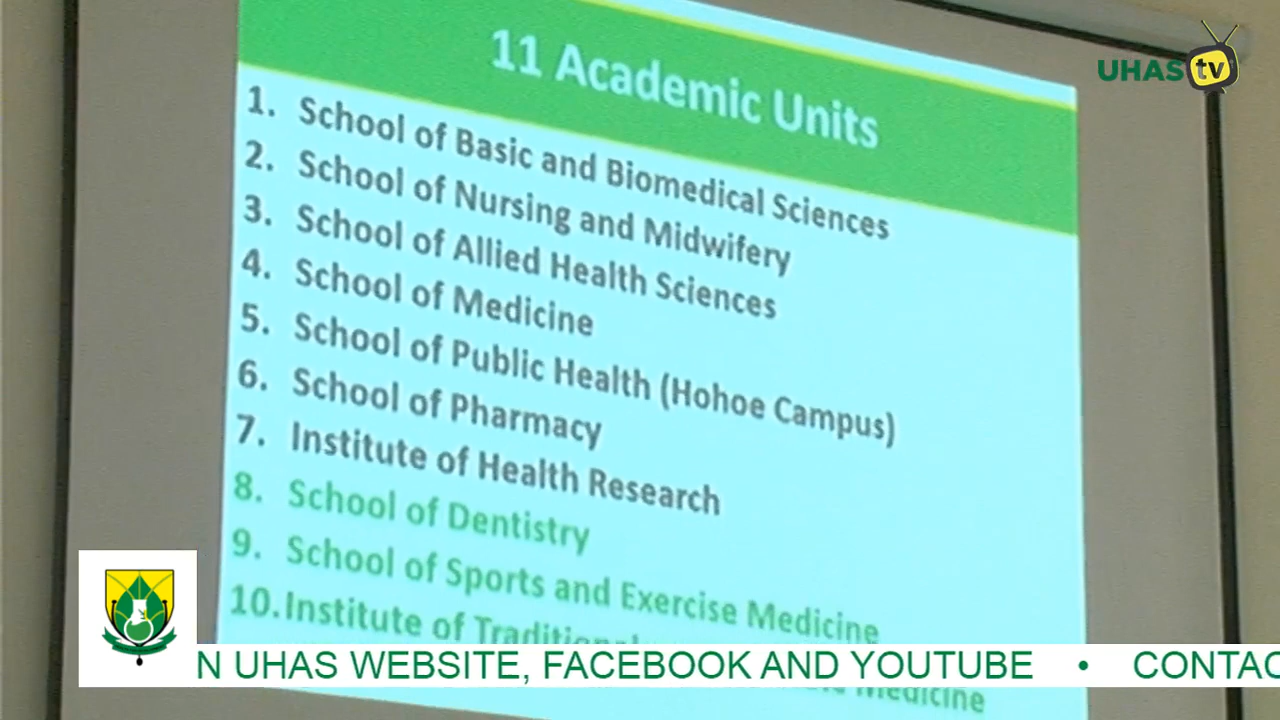 UHAS tv
11 Academic Units
1. School of Basic and Biomedical Sciences
2. School of Nursing and Midwifery
3. School of Allied Health Sciences
4. School of Medicine
5. School of Public Health (Hohoe Campus)
6. School of Pharmacy
7. Institute of Health Research
8. School of Dentistry
9. School of Sports and Exercise Medicine
10. Institute of
Medicine
N UHAS WEBSITE, FACEBOOK AND YOUTUBE • CONTAC